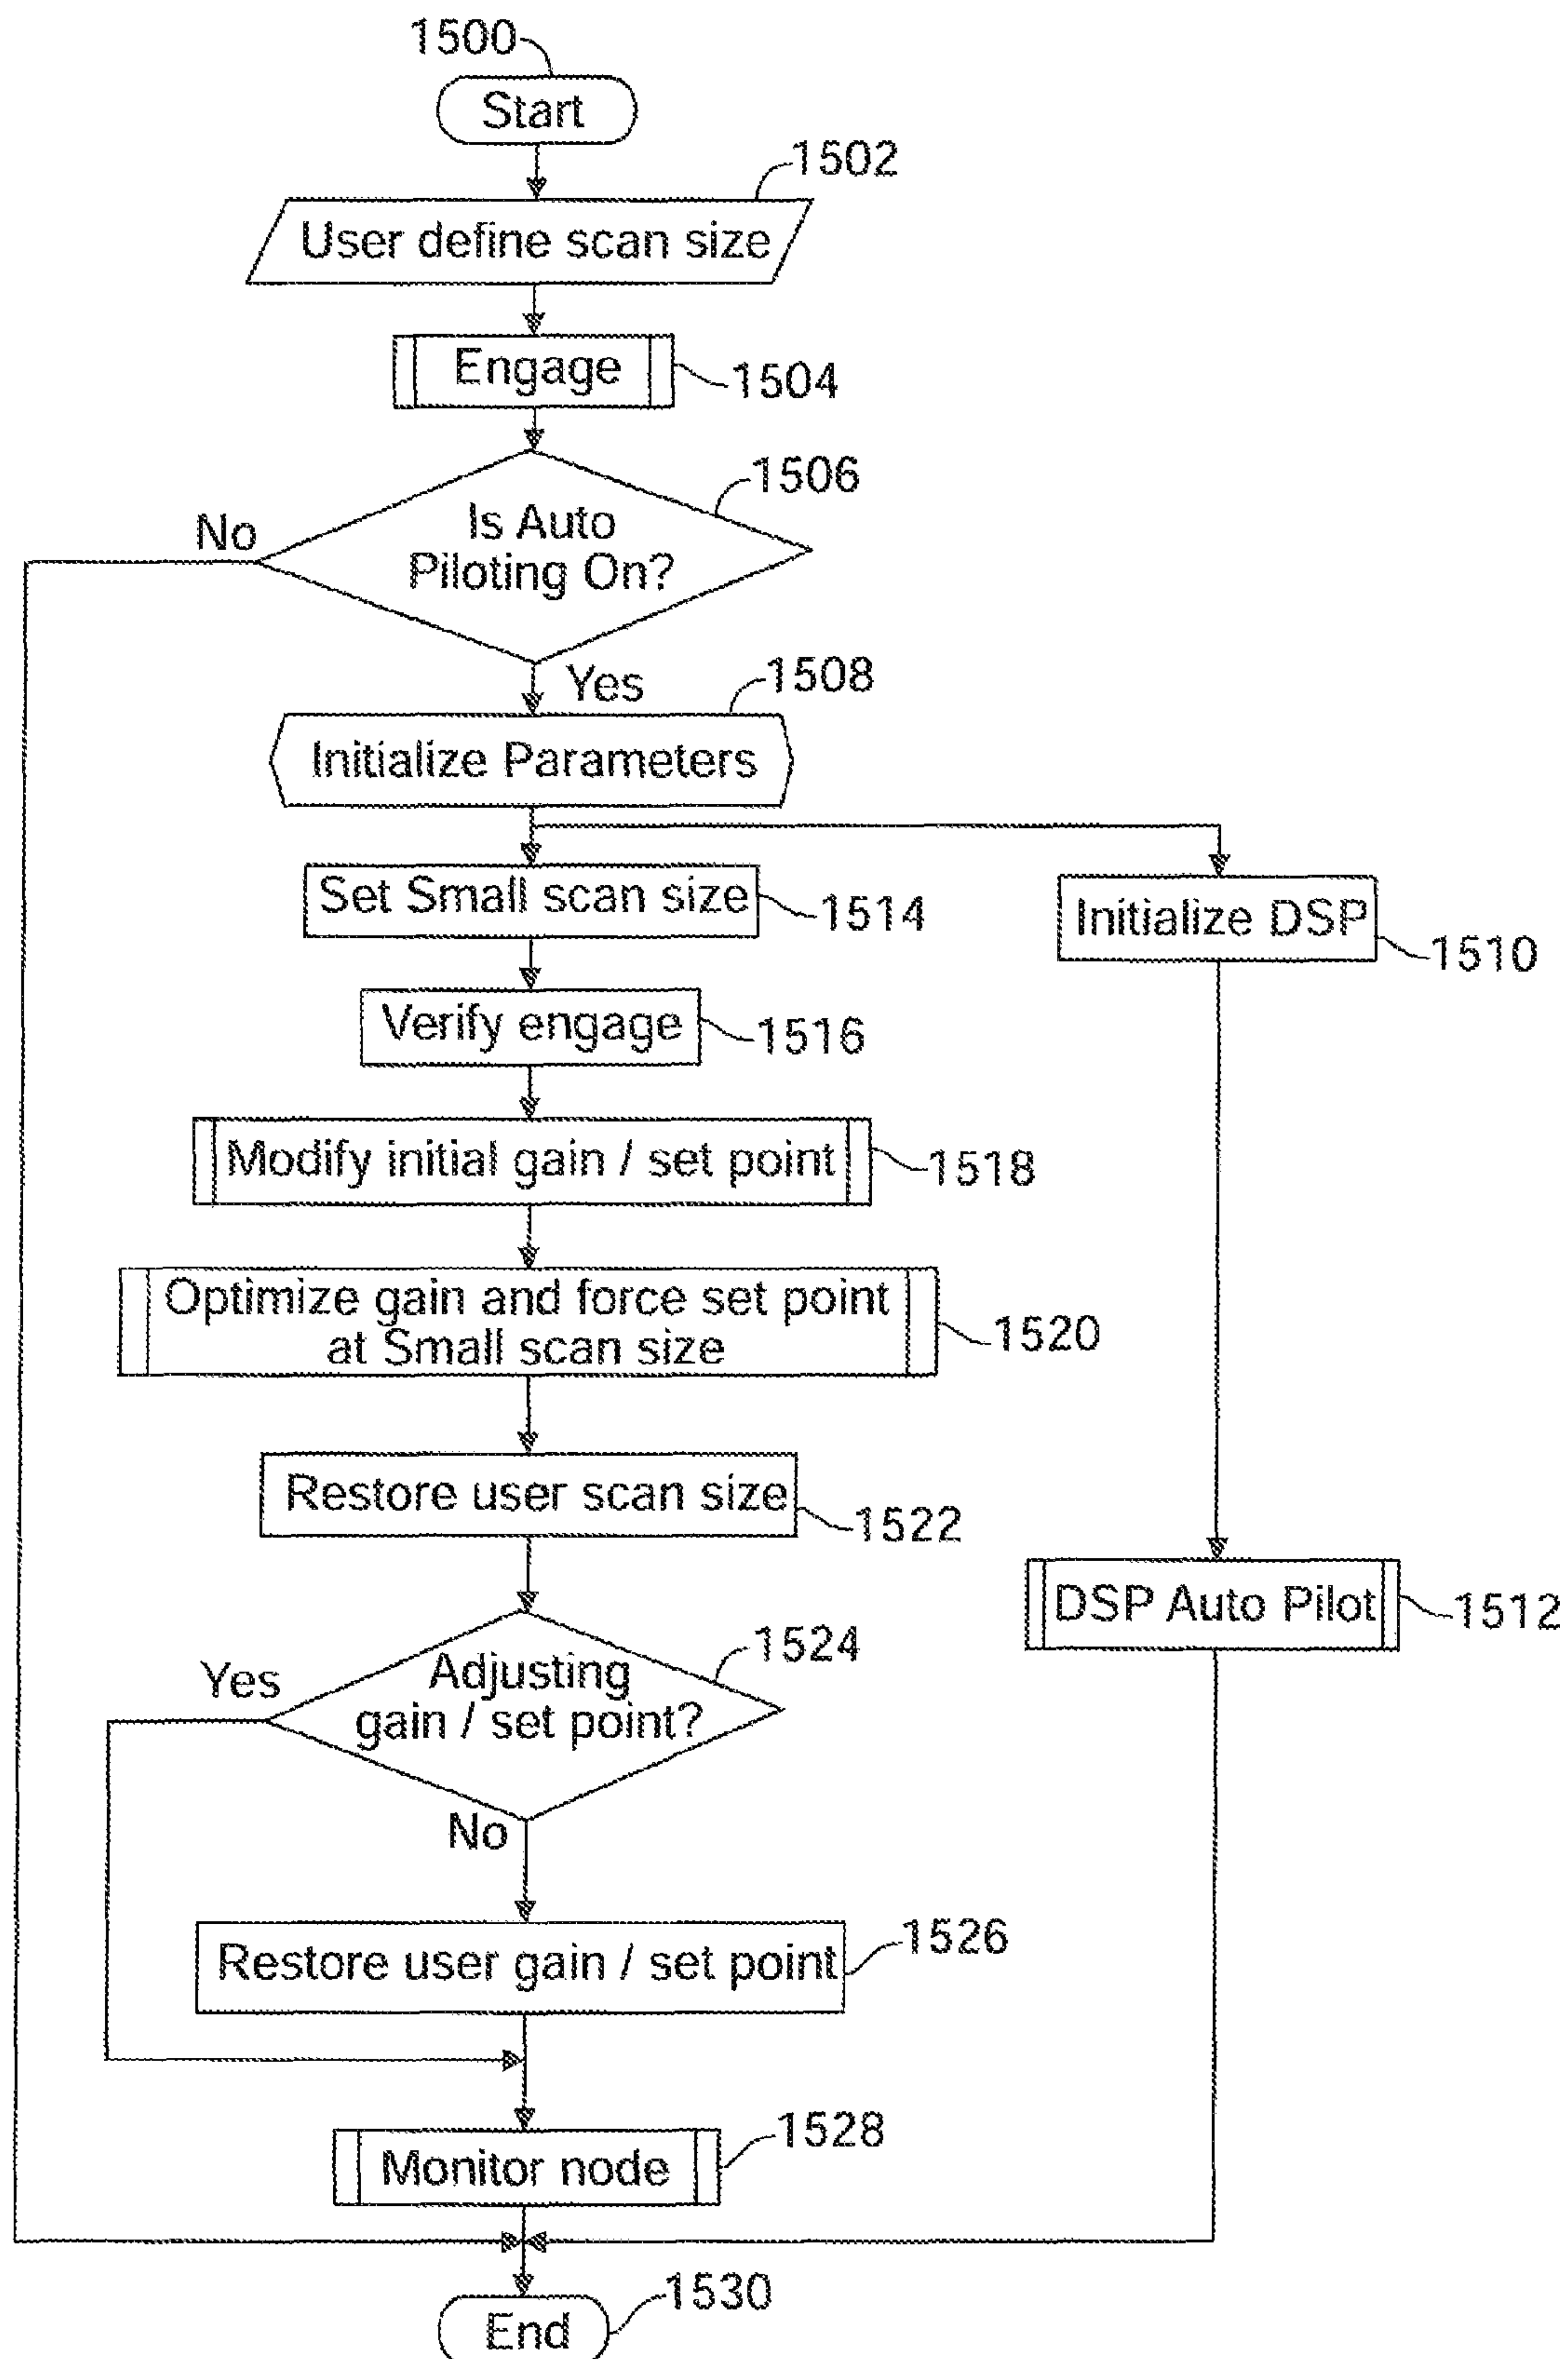 1500
Start
1502
User define scan size
Engage
1504
1506
No
Is Auto
Piloting On?
Yes
1508
Initialize Parameters
Set Small scan size
1514
Initialize DSP
1510
Verify engage
1516
Modify initial gain / set point
1518
Optimize gain and force set point
at Small scan size
1520
Restore user scan size
1522
DSP Auto Pilot
1512
1524
Yes
Adjusting
gain / set point?
No
Restore user gain / set point
1526
Monitor node
1528
1530
End